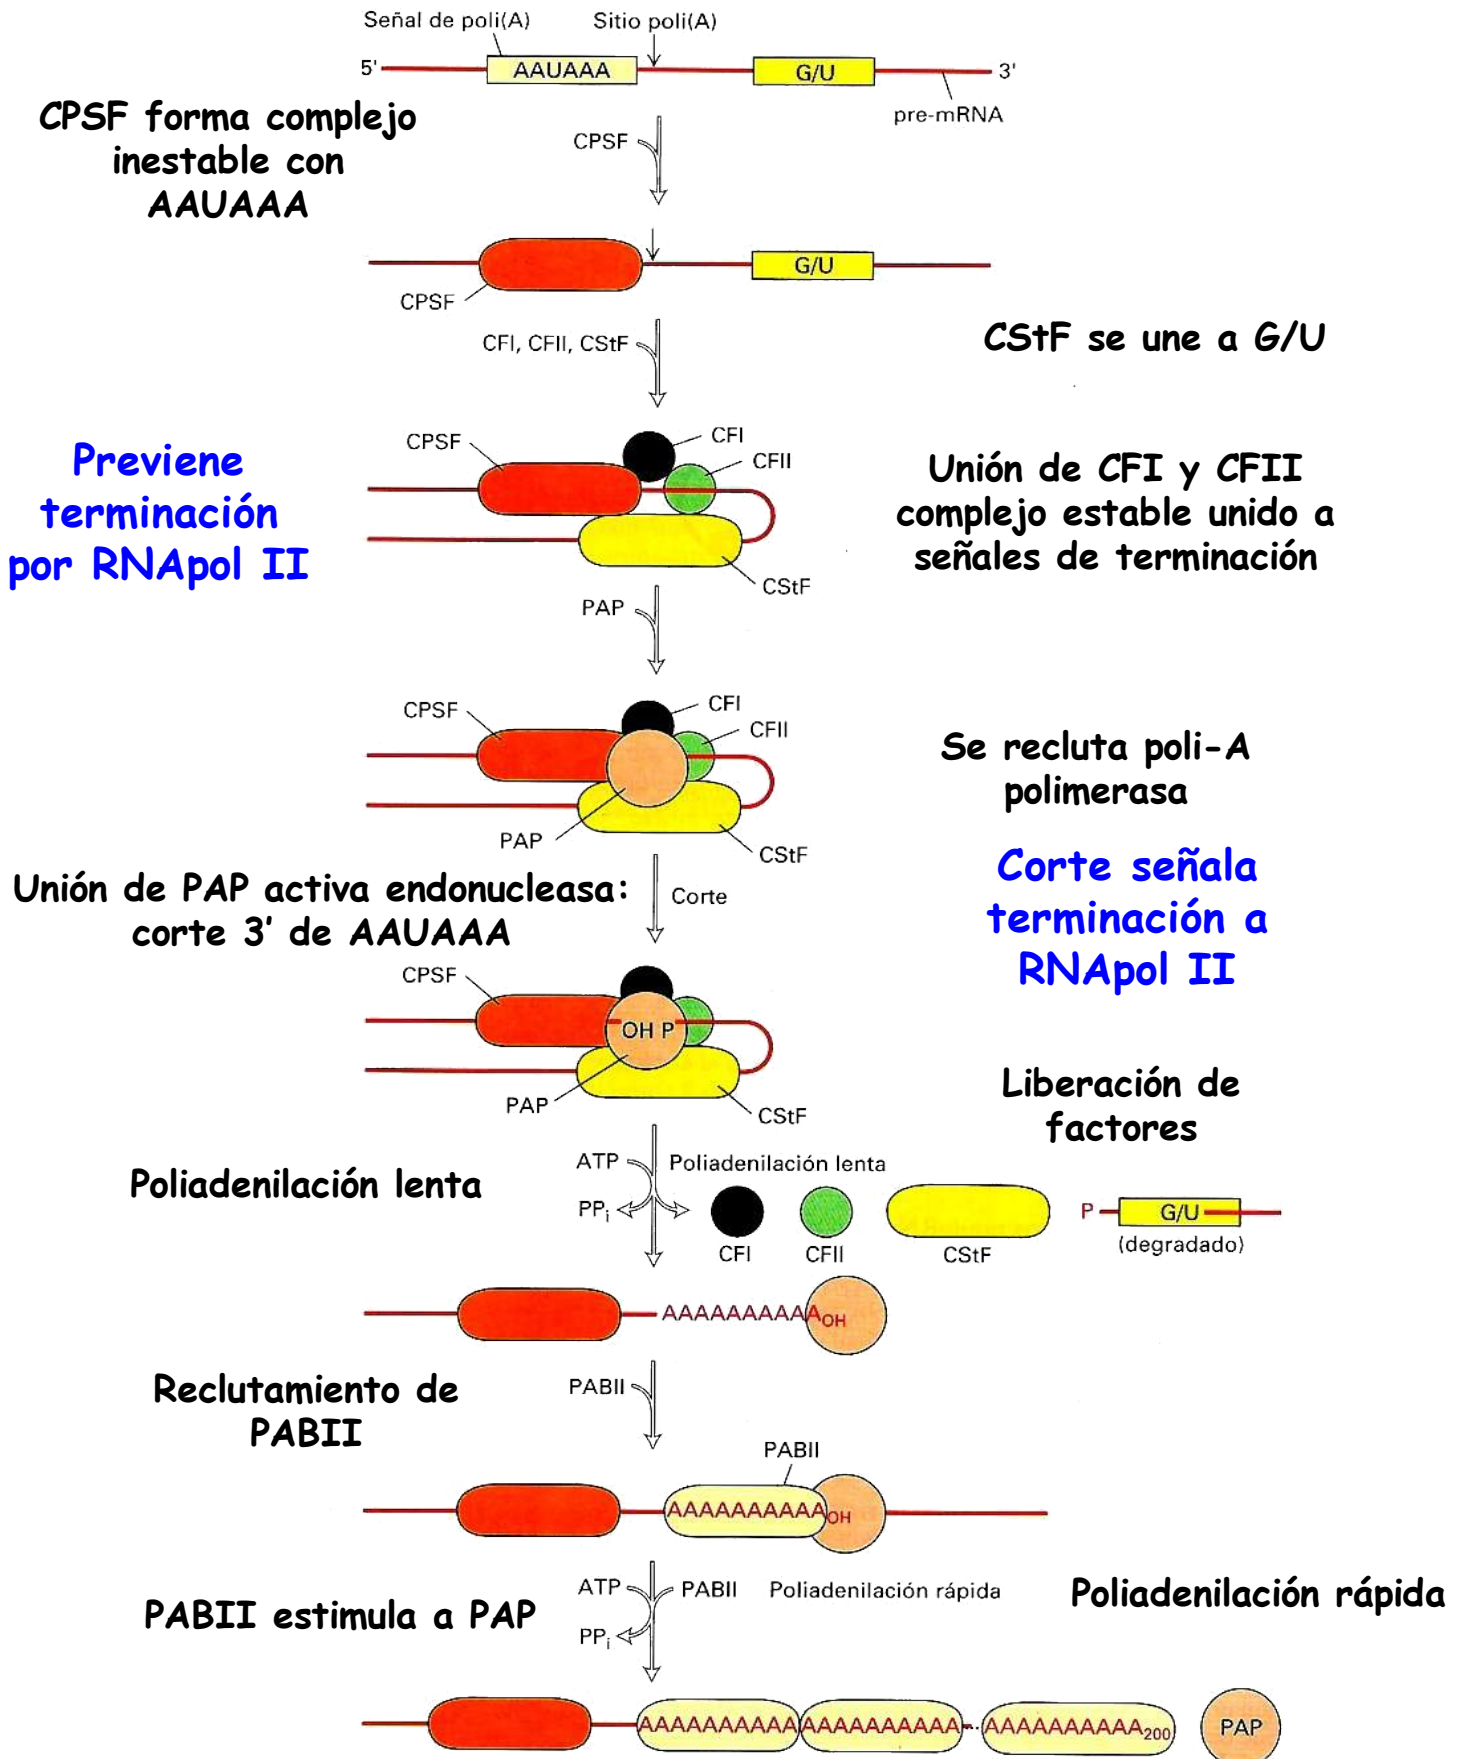 Señal de poli(A)
Sitio poli(A)
5'
AAUAAA
G/U
3'
pre-mRNA
CPSF forma complejo
inestable con
AAUAAA
CPSF
G/U
CPSF
CFI, CFII, CStF
CStF se une a G/U
Previene
terminación
por RNApol II
CPSF
CFI
CFII
CStF
Unión de CFI y CFII
complejo estable unido a
señales de terminación
PAP
CPSF
CFI
CFII
PAP
CStF
Se recluta poli-A
polimerasa
Unión de PAP activa endonucleasa:
corte 3' de AAUAAA
Corte
Corte señala
terminación a
RNApol II
CPSF
OH P
PAP
CStF
Liberación de
factores
Poliadenilación lenta
ATP
Poliadenilación lenta
PPi
CFI
CFII
CStF
P
G/U
(degradado)
AAAAAAAAAAOH
Reclutamiento de
PABII
PABII
PABII
AAAAAAAAAAOH
PABII estimula a PAP
ATP
PABII
Poliadenilación rápida
PPi
Poliadenilación rápida
AAAAAAAAAA
AAAAAAAAAA
AAAAAAAAAA200
PAP